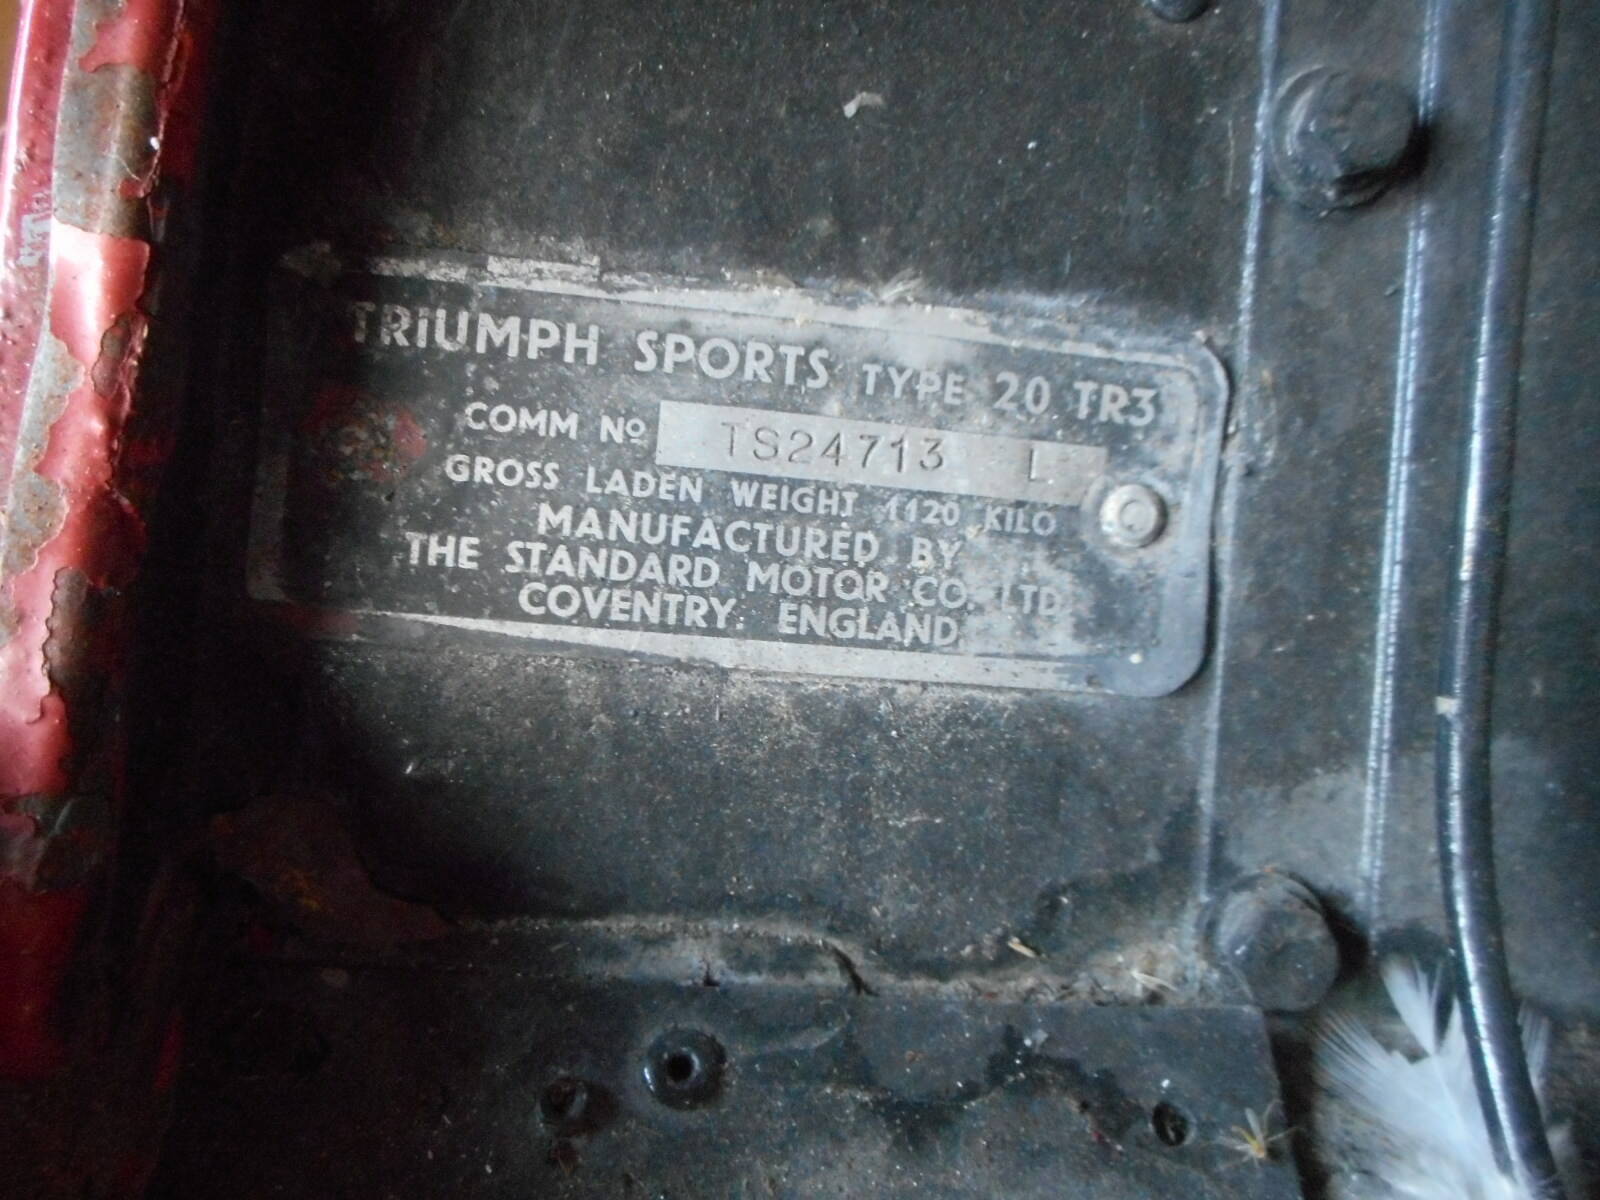 TRIUMPH SPORTS TYPE 20 TR3
COMM Nº TS24713 L
GROSS LADEN WEIGHT 1120 KILO
MANUFACTURED BY
THE STANDARD MOTOR CO. LTD
COVENTRY. ENGLAND